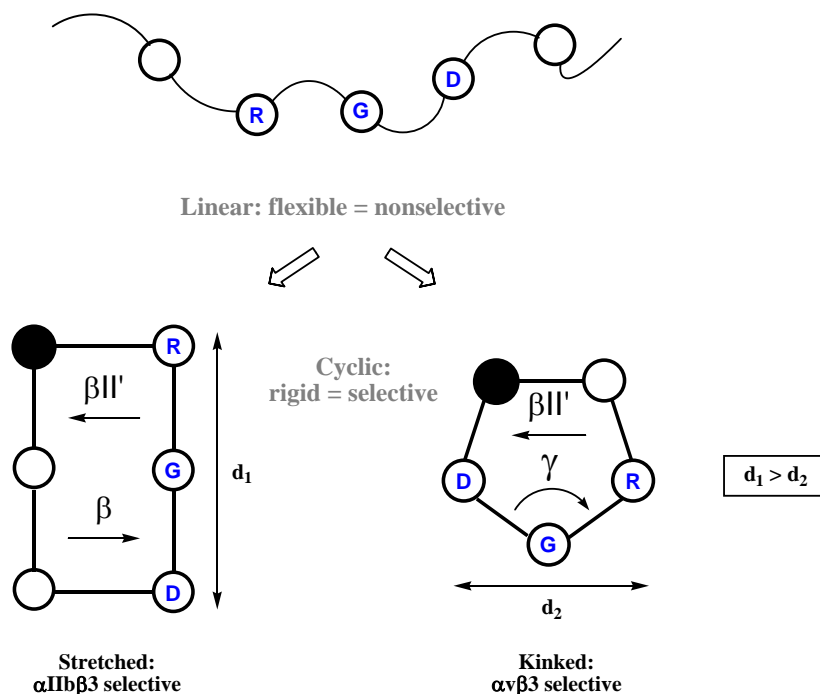 R
G
D
Linear: flexible = nonselective
Cyclic:
rigid = selective
R
βII'
G
d₁
β
D
βII'
D
γ
R
G
d₁ > d₂
d₂
Stretched:
αIIbβ3 selective
Kinked:
αvβ3 selective